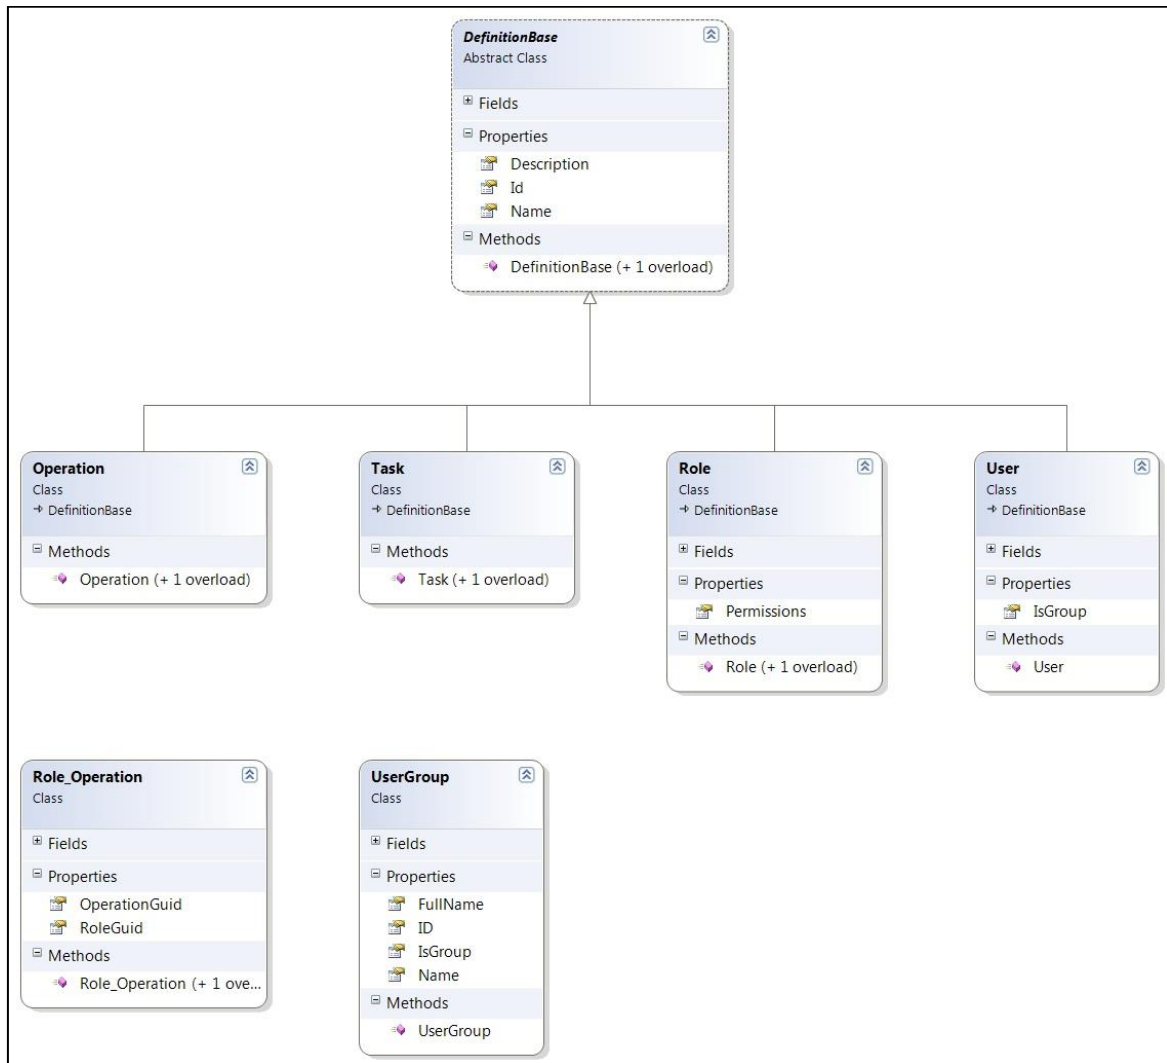 DefinitionBase
Abstract Class
Fields
Properties
Description
Id
Name
Methods
DefinitionBase (+ 1 overload)
Operation
Class
DefinitionBase
Methods
Operation (+ 1 overload)
Task
Class
DefinitionBase
Methods
Task (+ 1 overload)
Role
Class
DefinitionBase
Fields
Properties
Permissions
Methods
Role (+ 1 overload)
User
Class
DefinitionBase
Fields
Properties
IsGroup
Methods
User
Role_Operation
Class
Fields
Properties
OperationGuid
RoleGuid
Methods
Role_Operation (+ 1 ove...
UserGroup
Class
Fields
Properties
FullName
ID
IsGroup
Name
Methods
UserGroup